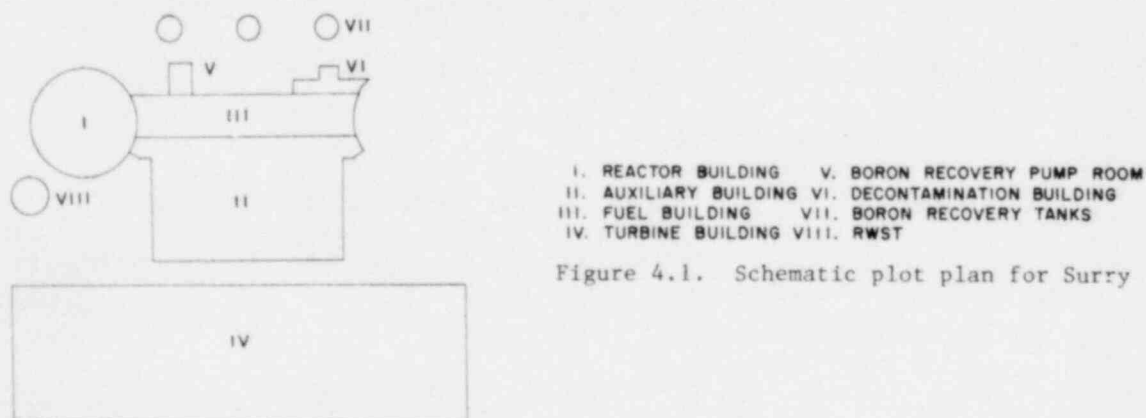 VII
V
VI
I
III
VIII
II
IV
I. REACTOR BUILDING V. BORON RECOVERY PUMP ROOM
II. AUXILIARY BUILDING VI. DECONTAMINATION BUILDING
III. FUEL BUILDING VII. BORON RECOVERY TANKS
IV. TURBINE BUILDING VIII. RWST
Figure 4.1. Schematic plot plan for Surry